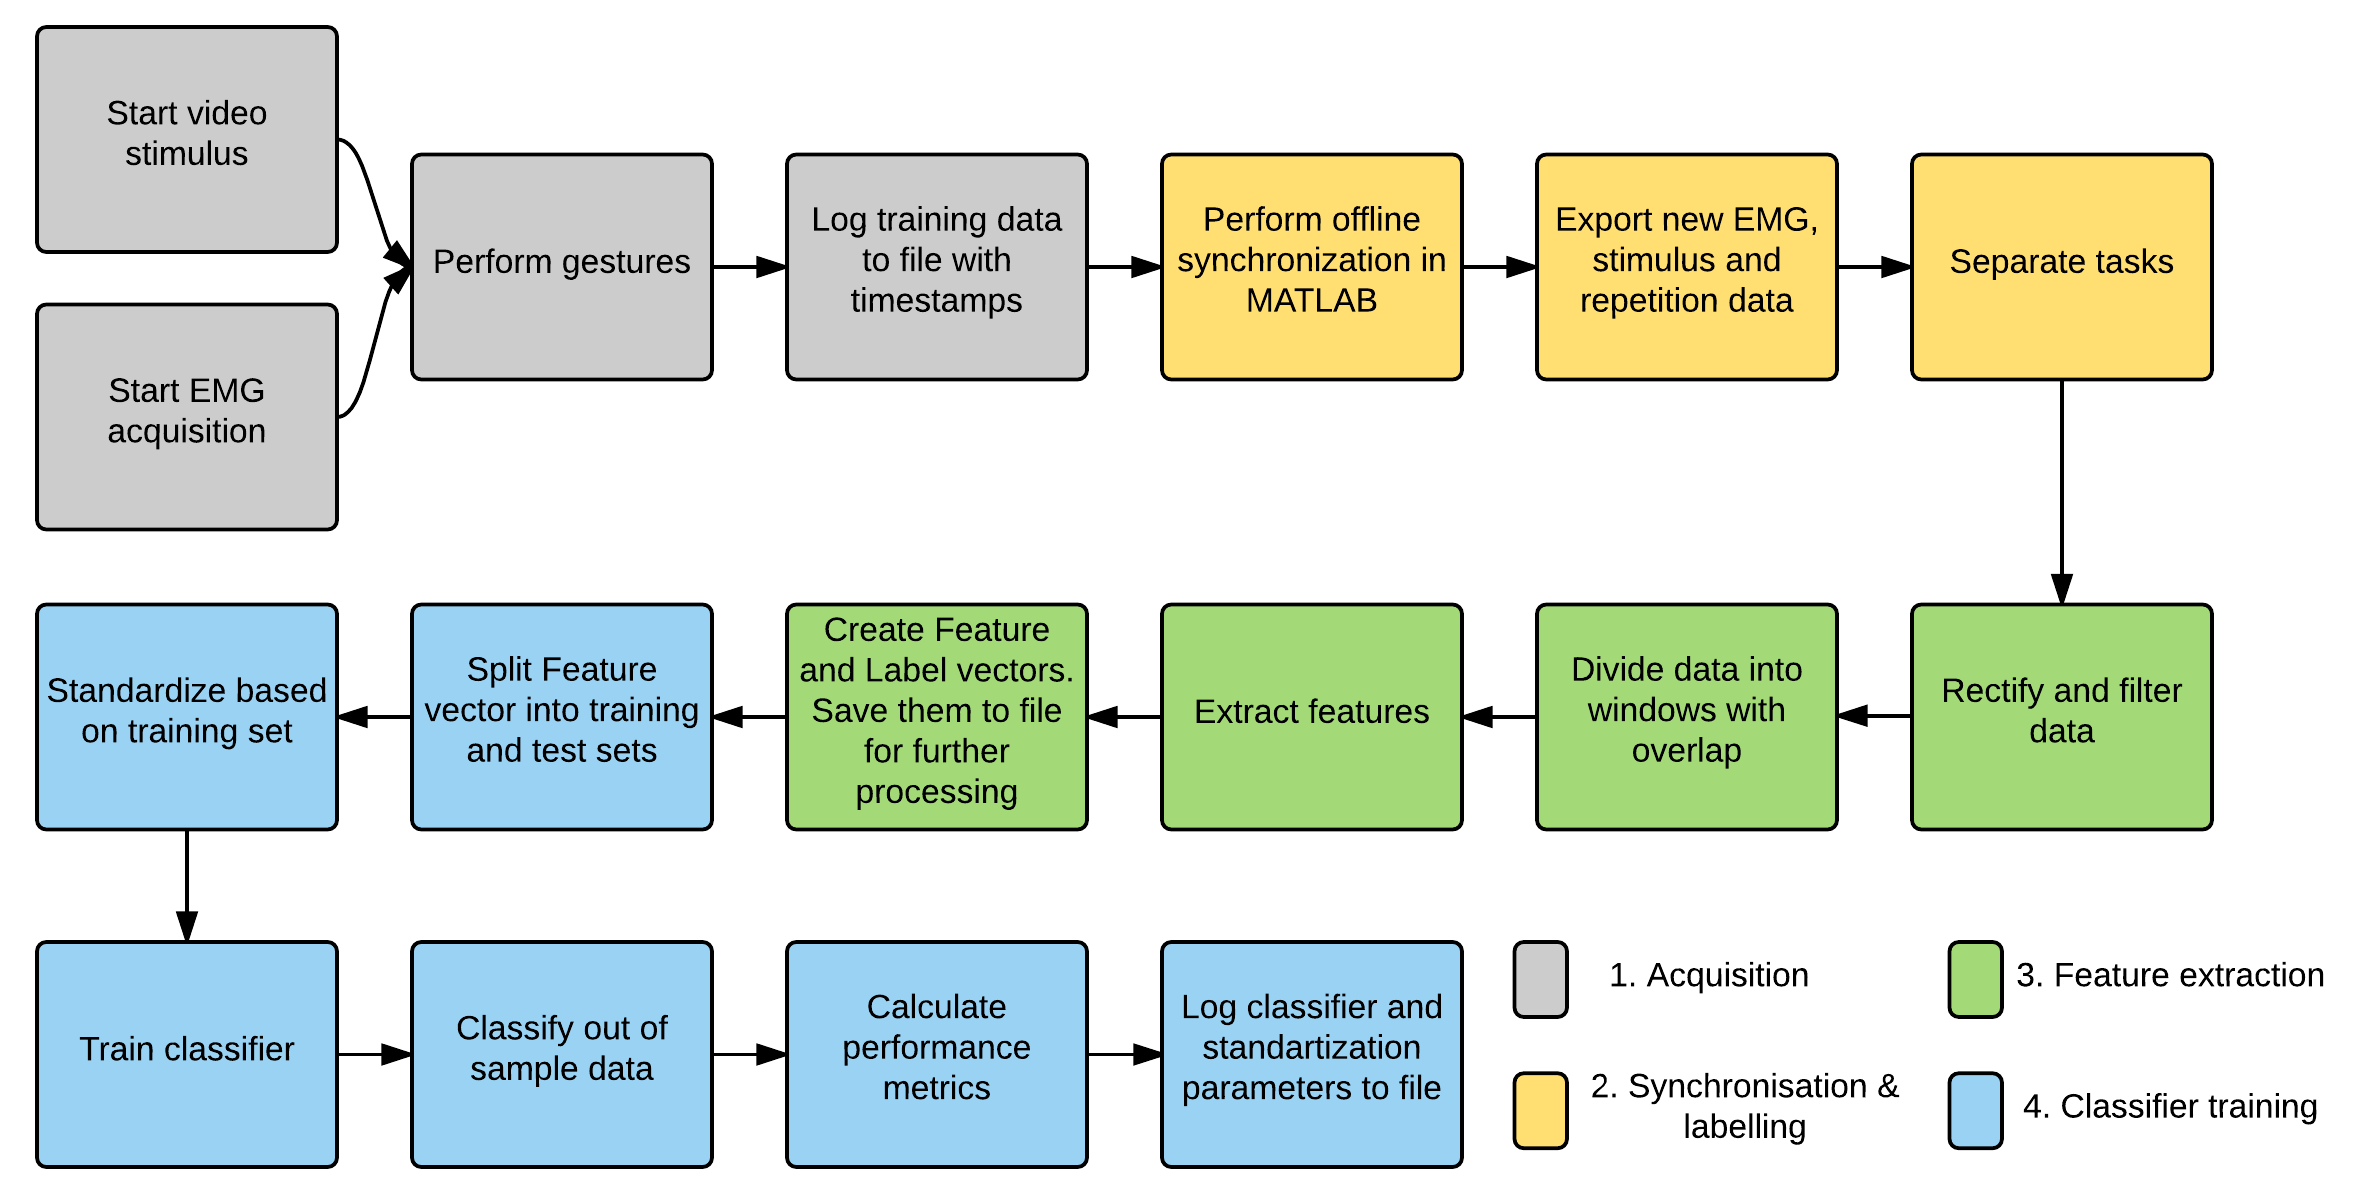 Start video
stimulus
Start EMG
acquisition
Perform gestures
Log training data
to file with
timestamps
Perform offline
synchronization in
MATLAB
Export new EMG,
stimulus and
repetition data
Separate tasks
Rectify and filter
data
Divide data into
windows with
overlap
Extract features
Create Feature
and Label vectors.
Save them to file
for further
processing
Split Feature
vector into training
and test sets
Standardize based
on training set
Train classifier
Classify out of
sample data
Calculate
performance
metrics
Log classifier and
standartization
parameters to file
1. Acquisition
2. Synchronisation &
labelling
3. Feature extraction
4. Classifier training